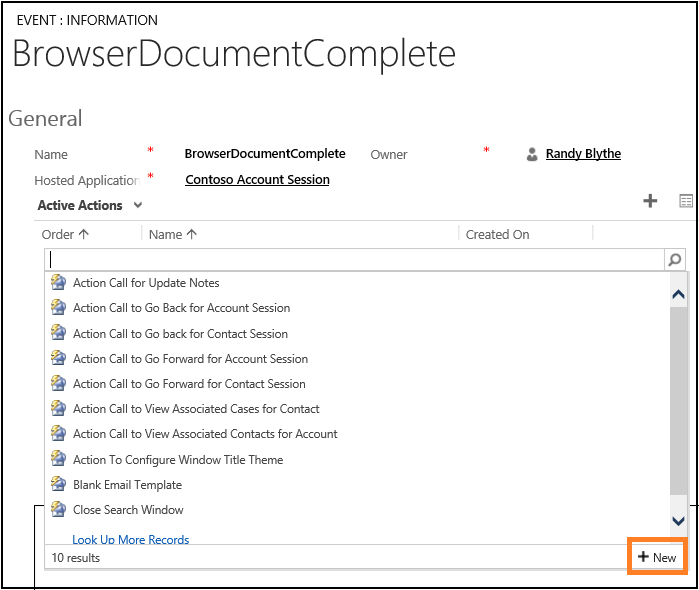 EVENT : INFORMATION
BrowserDocumentComplete
General
Name * BrowserDocumentComplete Owner * Randy Blythe
Hosted Application * Contoso Account Session
Active Actions
Order ↑ Name ↑ Created On
Action Call for Update Notes
Action Call to Go Back for Account Session
Action Call to Go back for Contact Session
Action Call to Go Forward for Account Session
Action Call to Go Forward for Contact Session
Action Call to View Associated Cases for Contact
Action Call to View Associated Contacts for Account
Action To Configure Window Title Theme
Blank Email Template
Close Search Window
Look Up More Records
10 results + New